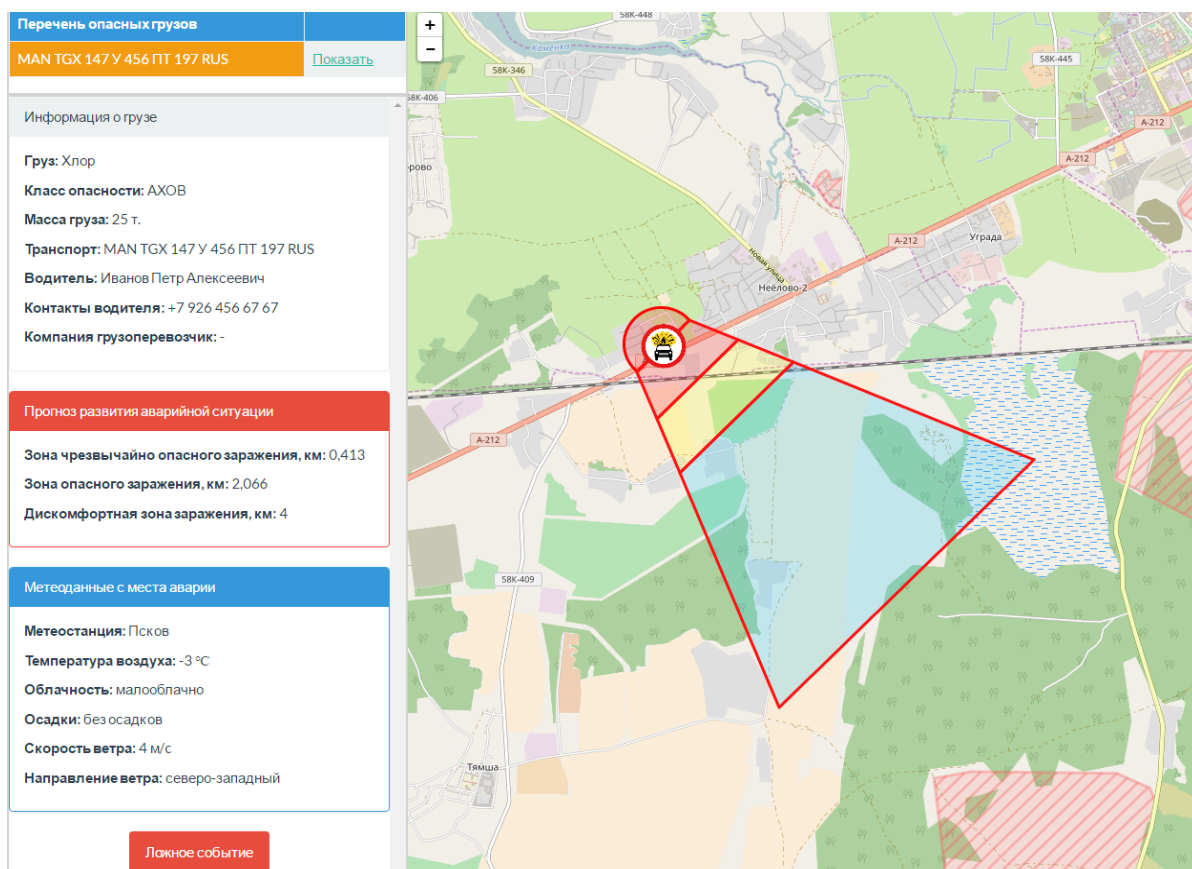 Перечень опасных грузов
MAN TGX 147 У 456 ПТ 197 RUS
Показать
Информация о грузе
Груз: Хлор
Класс опасности: АХОВ
Масса груза: 25 т.
Транспорт: MAN TGX 147 У 456 ПТ 197 RUS
Водитель: Иванов Петр Алексеевич
Контакты водителя: +7 926 456 67 67
Компания грузоперевозчик: -
Прогноз развития аварийной ситуации
Зона чрезвычайно опасного заражения, км: 0,413
Зона опасного заражения, км: 2,066
Дискомфортная зона заражения, км: 4
Метеоданные с места аварии
Метеостанция: Псков
Температура воздуха: -3 °C
Облачность: малооблачно
Осадки: без осадков
Скорость ветра: 4 м/с
Направление ветра: северо-западный
Ложное событие
+
-
58К-448
Каменка
58К-346
58К-445
58К-406
А-212
А-212
рово
А-212
Уграда
Новая улица
Неёлово-2
А-212
58К-409
Тямша